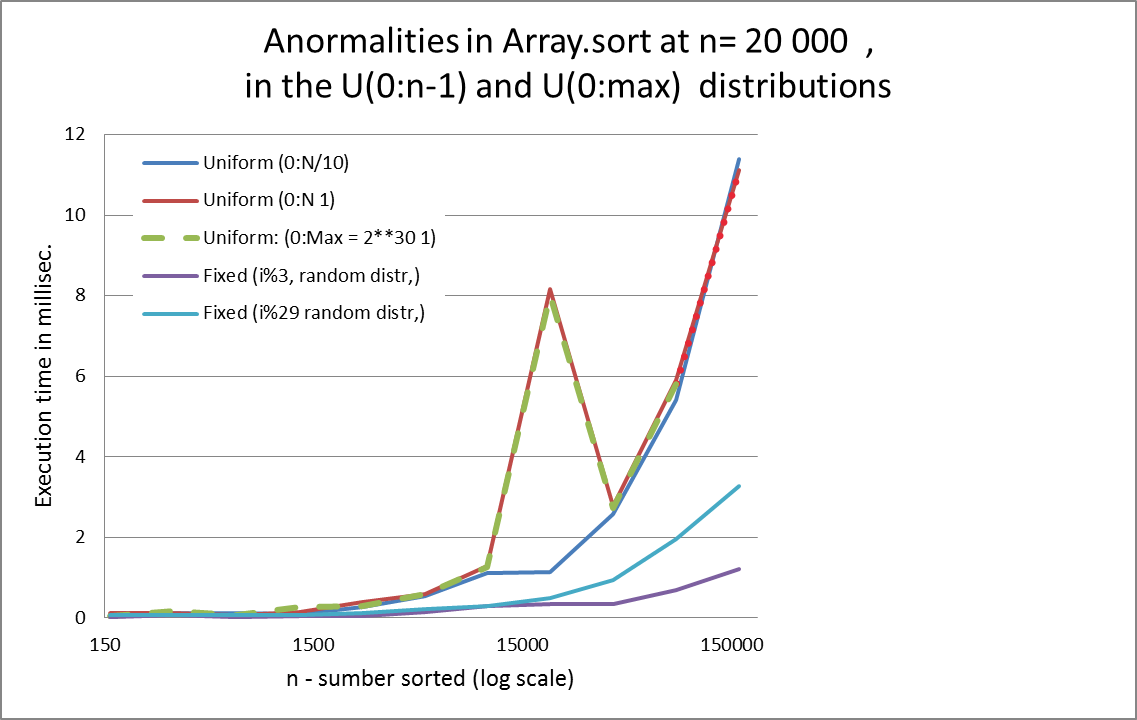 Anormalities in Array.sort at n= 20 000 ,
in the U(0:n-1) and U(0:max) distributions
12
10
8
6
4
2
0
Execution time in millisec.
Uniform (0:N/10)
Uniform (0:N 1)
Uniform: (0:Max = 2**30 1)
Fixed (i%3, random distr,)
Fixed (i%29 random distr,)
150
1500
15000
150000
n - sumber sorted (log scale)